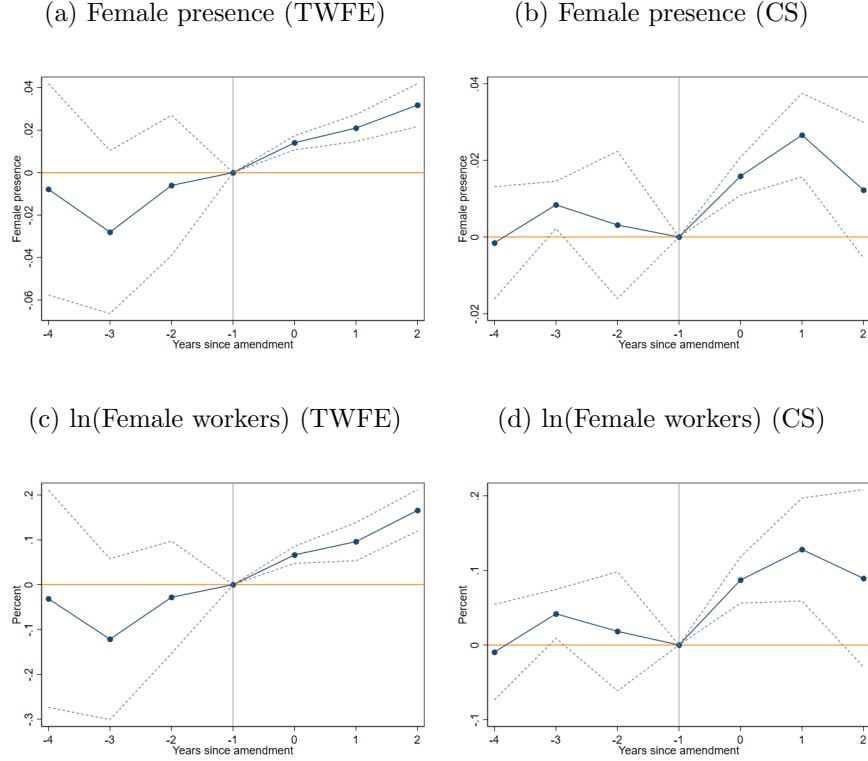 (a) Female presence (TWFE)
(b) Female presence (CS)
Female presence
.04
.02
0
-.02
-.04
-.06
-4 -3 -2 -1 0 1 2
Years since amendment
Female presence
.04
.02
0
-.02
-4 -3 -2 -1 0 1 2
Years since amendment
(c) ln(Female workers) (TWFE)
(d) ln(Female workers) (CS)
Percent
.2
.1
0
-.1
-.2
-.3
-4 -3 -2 -1 0 1 2
Years since amendment
Percent
.2
.1
0
-.1
-4 -3 -2 -1 0 1 2
Years since amendment